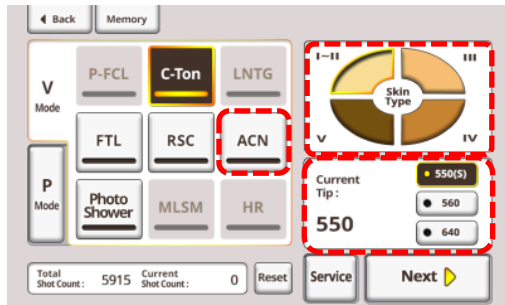 Back Memory
V
Mode
P-FCL C-Ton LNTG
FTL RSC ACN
P
Mode
Photo
Shower MLSM HR
I~II III
Skin
Type
V IV
Current
Tip :
550
550(S)
560
640
Total
Shot Count : 5915
Current
Shot Count : 0
Reset
Service
Next